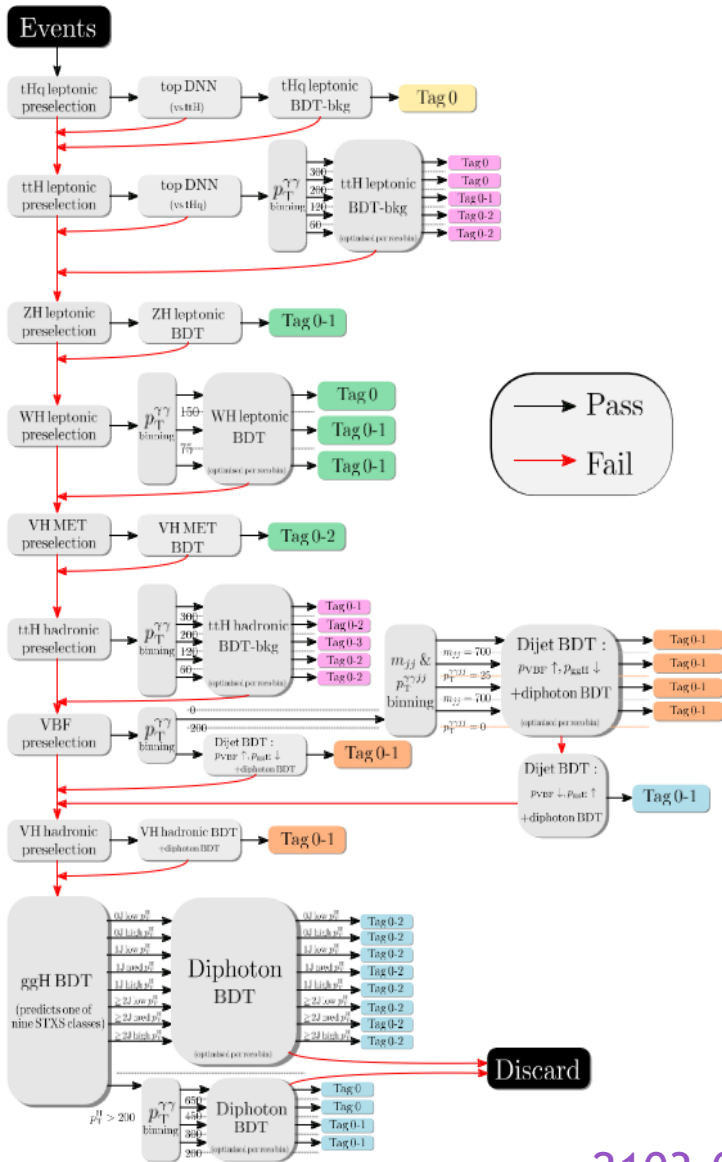 Events
tHq leptonic
preselection
top DNN
(vs ttH)
tHq leptonic
BDT-bkg
Tag 0
ttH leptonic
preselection
top DNN
(vs tHq)
p_T^γγ
binning
300
200
120
60
ttH leptonic
BDT-bkg
(optimised per zero bin)
Tag 0
Tag 0
Tag 0-1
Tag 0-2
Tag 0-2
ZH leptonic
preselection
ZH leptonic
BDT
Tag 0-1
WH leptonic
preselection
p_T^γγ
binning
150
75
WH leptonic
BDT
(optimised per zero bin)
Tag 0
Tag 0-1
Tag 0-1
Pass
Fail
VH MET
preselection
VH MET
BDT
Tag 0-2
ttH hadronic
preselection
p_T^γγ
binning
300
200
120
60
ttH hadronic
BDT-bkg
(optimised per zero bin)
Tag 0-1
Tag 0-2
Tag 0-3
Tag 0-2
Tag 0-2
VBF
preselection
p_T^γγ
binning
0
200
m_jj &
p_T^γγjj
binning
m_jj = 700
p_T^γγjj = 25
m_jj = 700
p_T^γγjj = 0
Dijet BDT :
p_VBF ↑, p_ggH ↓
+diphoton BDT
(optimised per zero bin)
Tag 0-1
Tag 0-1
Tag 0-1
Tag 0-1
Dijet BDT :
p_VBF ↑, p_ggH ↓
+diphoton BDT
Tag 0-1
Dijet BDT :
p_VBF ↓, p_ggH ↑
+diphoton BDT
Tag 0-1
VH hadronic
preselection
VH hadronic BDT
+diphoton BDT
Tag 0-1
ggH BDT
(predicts one of
nine STXS classes)
0J low p_T^H
0J high p_T^H
1J low p_T^H
1J med p_T^H
1J high p_T^H
≥2J low p_T^H
≥2J med p_T^H
≥2J high p_T^H
Diphoton
BDT
(optimised per zero bin)
0J low p_T^H
0J high p_T^H
1J low p_T^H
1J med p_T^H
1J high p_T^H
≥2J low p_T^H
≥2J med p_T^H
≥2J high p_T^H
Tag 0-2
Tag 0-2
Tag 0-2
Tag 0-2
Tag 0-2
Tag 0-2
Tag 0-2
Tag 0-2
Discard
p_T^H > 200
p_T^γγ
binning
650
450
300
200
Diphoton
BDT
(optimised per zero bin)
Tag 0
Tag 0
Tag 0-1
Tag 0-1